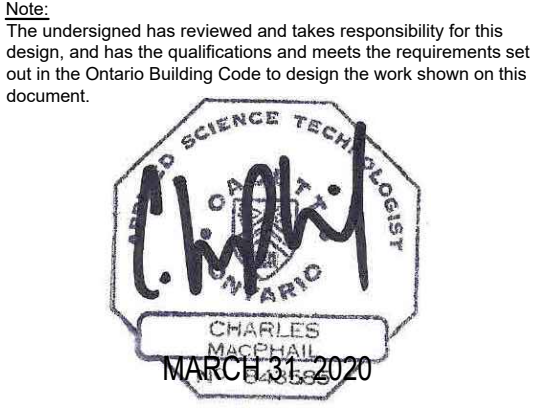 Note:
The undersigned has reviewed and takes responsibility for this
design, and has the qualifications and meets the requirements set
out in the Ontario Building Code to design the work shown on this
document.
APPLIED SCIENCE TECHNOLOGIST
OACETT
ONTARIO
C. McPhail
CHARLES
MACPHAIL
MARCH 31, 2020